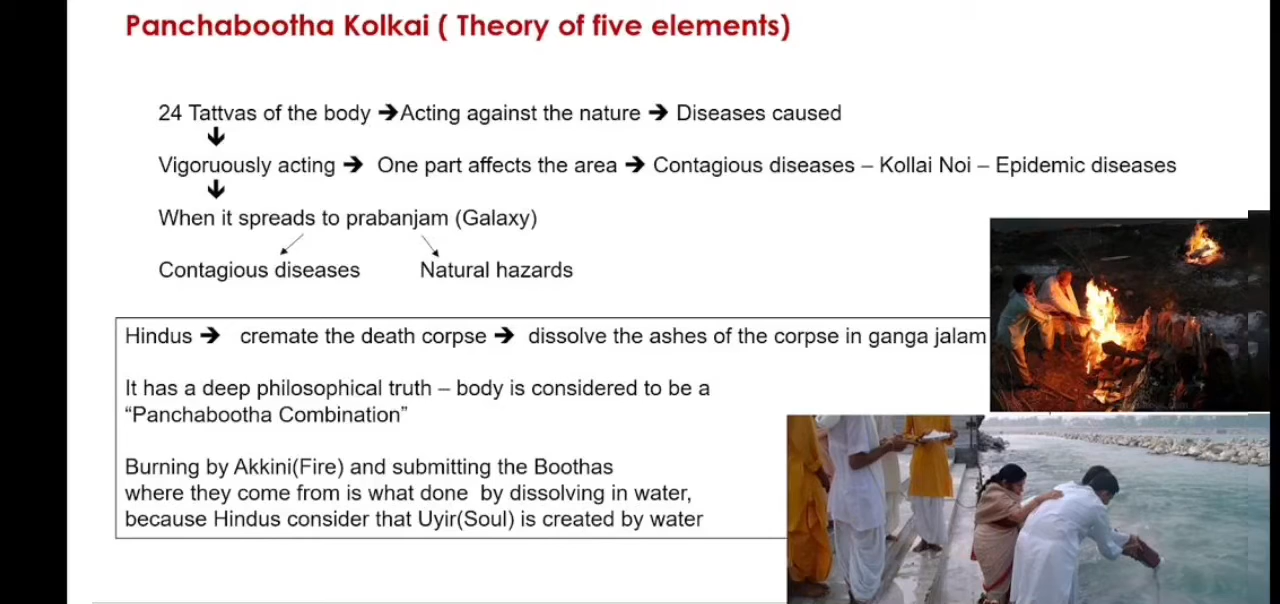 Panchabootha Kolkai ( Theory of five elements)
24 Tattvas of the body ➔Acting against the nature ➔ Diseases caused
Vigoruously acting ➔ One part affects the area ➔ Contagious diseases – Kollai Noi – Epidemic diseases
When it spreads to prabanjam (Galaxy)
Contagious diseases Natural hazards
Hindus ➔ cremate the death corpse ➔ dissolve the ashes of the corpse in ganga jalam
It has a deep philosophical truth – body is considered to be a
“Panchabootha Combination”
Burning by Akkini(Fire) and submitting the Boothas
where they come from is what done by dissolving in water,
because Hindus consider that Uyir(Soul) is created by water